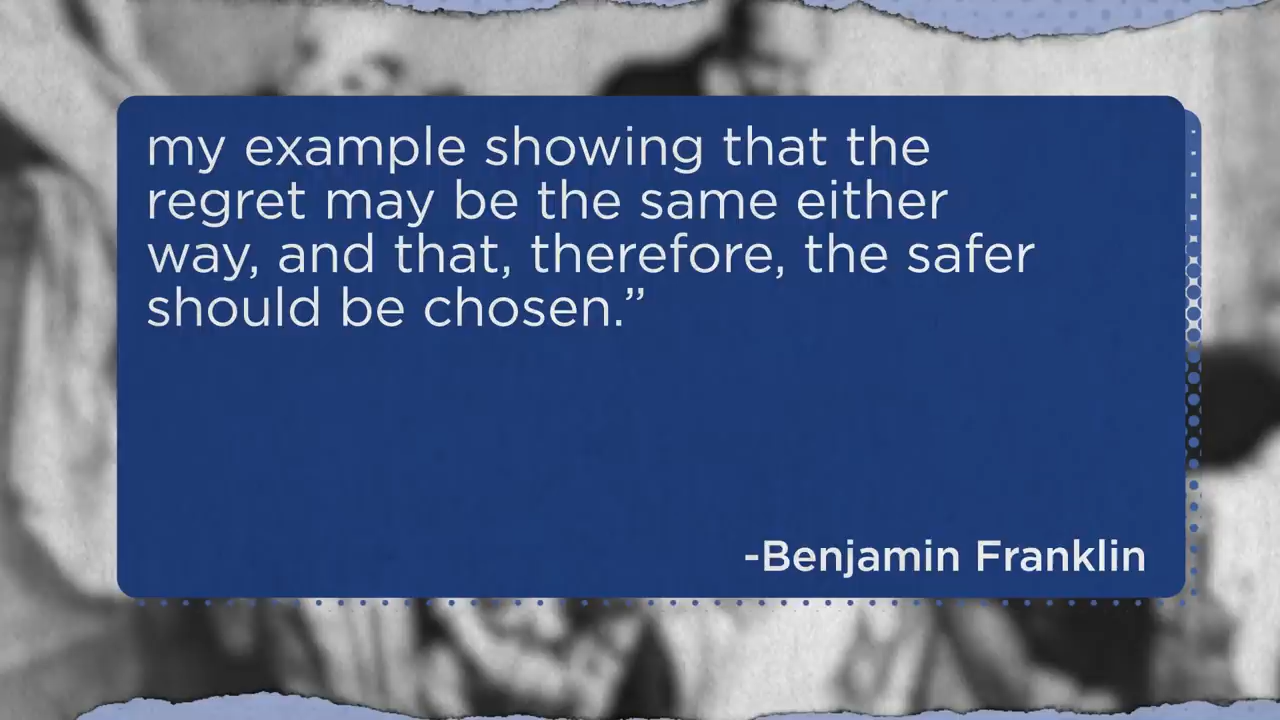 my example showing that the
regret may be the same either
way, and that, therefore, the safer
should be chosen.”
-Benjamin Franklin